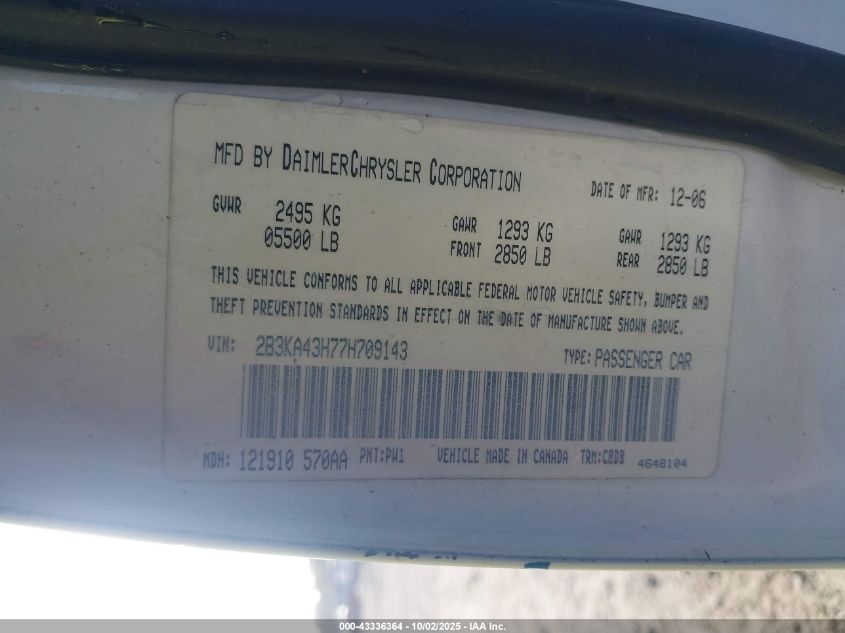 MFD BY DAIMLERCHRYSLER CORPORATION
DATE OF MFR: 12-06
GVWR 2495 KG
05500 LB
GAWR FRONT 1293 KG
2850 LB
GAWR REAR 1293 KG
2850 LB
THIS VEHICLE CONFORMS TO ALL APPLICABLE FEDERAL MOTOR VEHICLE SAFETY, BUMPER AND
THEFT PREVENTION STANDARDS IN EFFECT ON THE DATE OF MANUFACTURE SHOWN ABOVE.
VIN: 2B3KA43H77H709143 TYPE: PASSENGER CAR
MDH: 121910 570AA PNT:PW1 VEHICLE MADE IN CANADA TRM:C8D8 4648104
000-43336364 - 10/02/2025 - IAA Inc.